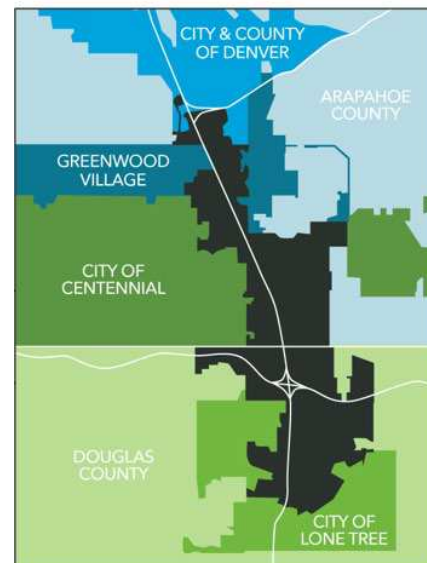 CITY & COUNTY
OF DENVER
ARAPAHOE
COUNTY
GREENWOOD
VILLAGE
CITY OF
CENTENNIAL
DOUGLAS
COUNTY
CITY OF
LONE TREE